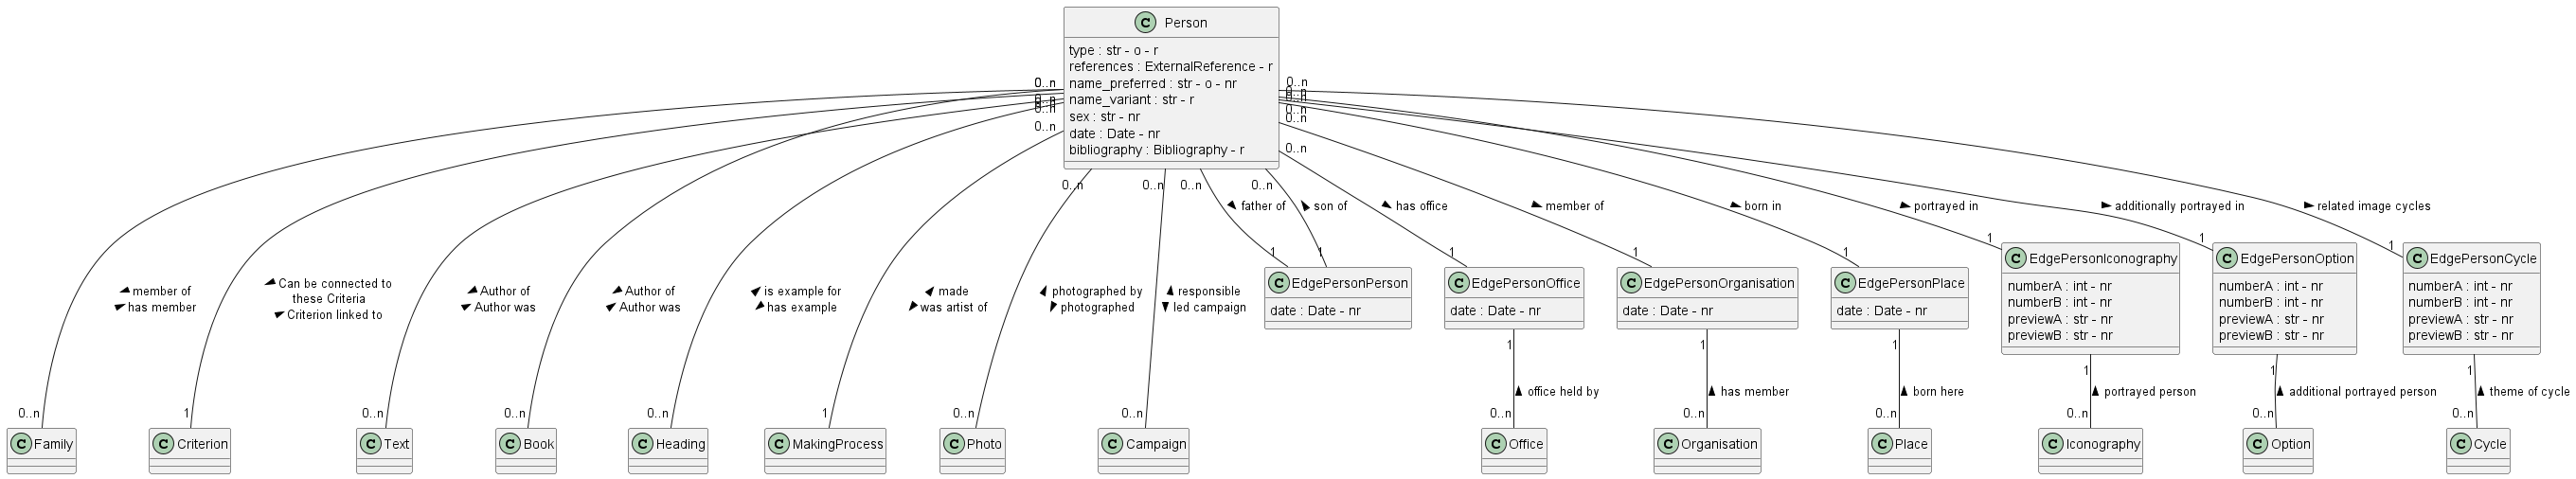 C Person
type : str - o - r
references : ExternalReference - r
name_preferred : str - o - nr
name_variant : str - r
sex : str - nr
date : Date - nr
bibliography : Bibliography - r
0..n
0..n
0..n
0..n
0..n
0..n
0..n
0..n
0..n
0..n
0..n
0..n
0..n
member of
has member
Can be connected to
these Criteria
Criterion linked to
Author of
Author was
Author of
Author was
is example for
has example
made
was artist of
photographed by
photographed
responsible
led campaign
father of
son of
has office
member of
born in
portrayed in
additionally portrayed in
related image cycles
1
1
1
1
1
1
1
1
C EdgePersonPerson
date : Date - nr
C EdgePersonOffice
date : Date - nr
C EdgePersonOrganisation
date : Date - nr
C EdgePersonPlace
date : Date - nr
C EdgePersonIconography
numberA : int - nr
numberB : int - nr
previewA : str - nr
previewB : str - nr
C EdgePersonOption
numberA : int - nr
numberB : int - nr
previewA : str - nr
previewB : str - nr
C EdgePersonCycle
numberA : int - nr
numberB : int - nr
previewA : str - nr
previewB : str - nr
1
1
1
1
1
1
office held by
has member
born here
portrayed person
additional portrayed person
theme of cycle
0..n
1
0..n
0..n
0..n
1
0..n
0..n
0..n
0..n
0..n
0..n
0..n
0..n
C Family
C Criterion
C Text
C Book
C Heading
C MakingProcess
C Photo
C Campaign
C Office
C Organisation
C Place
C Iconography
C Option
C Cycle